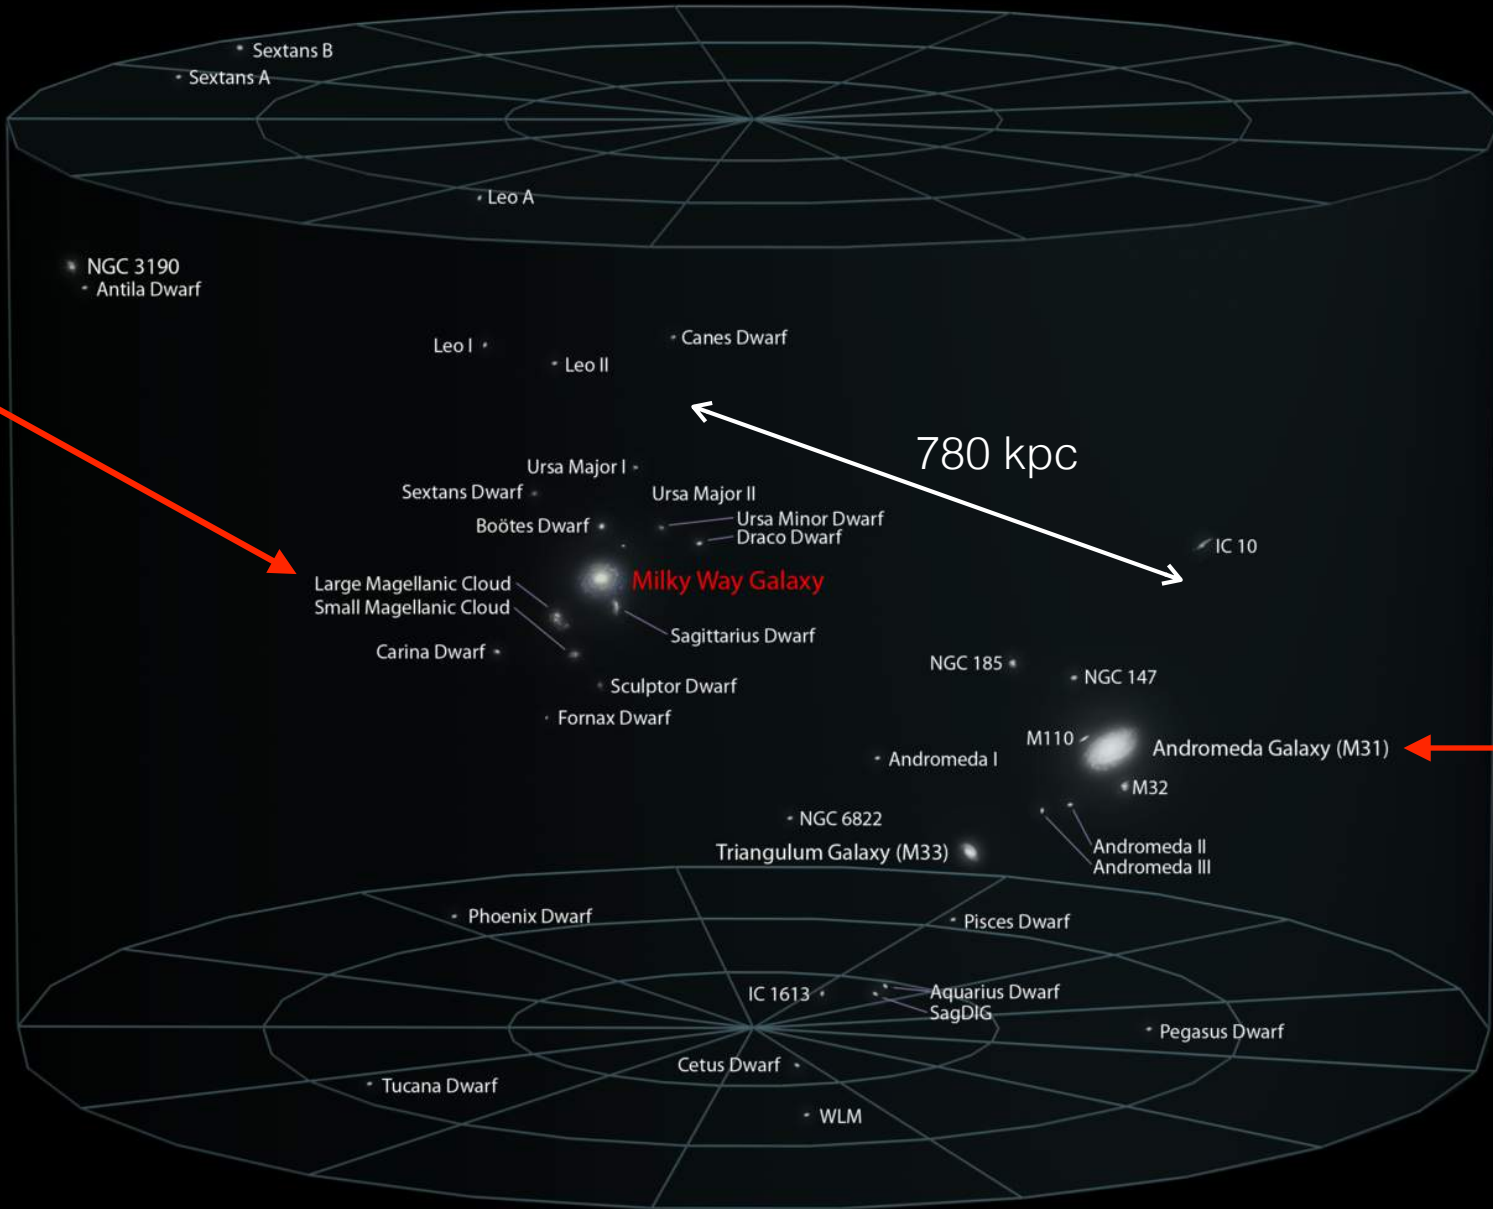 Sextans B
Sextans A
Leo A
NGC 3190
Antila Dwarf
Canes Dwarf
Leo I
Leo II
780 kpc
Ursa Major I
Sextans Dwarf
Ursa Major II
Boötes Dwarf
Ursa Minor Dwarf
Draco Dwarf
IC 10
Large Magellanic Cloud
Milky Way Galaxy
Small Magellanic Cloud
Sagittarius Dwarf
Carina Dwarf
NGC 185
NGC 147
Sculptor Dwarf
Fornax Dwarf
M110
Andromeda Galaxy (M31)
Andromeda I
M32
NGC 6822
Andromeda II
Triangulum Galaxy (M33)
Andromeda III
Phoenix Dwarf
Pisces Dwarf
IC 1613
Aquarius Dwarf
SagDIG
Pegasus Dwarf
Cetus Dwarf
Tucana Dwarf
WLM